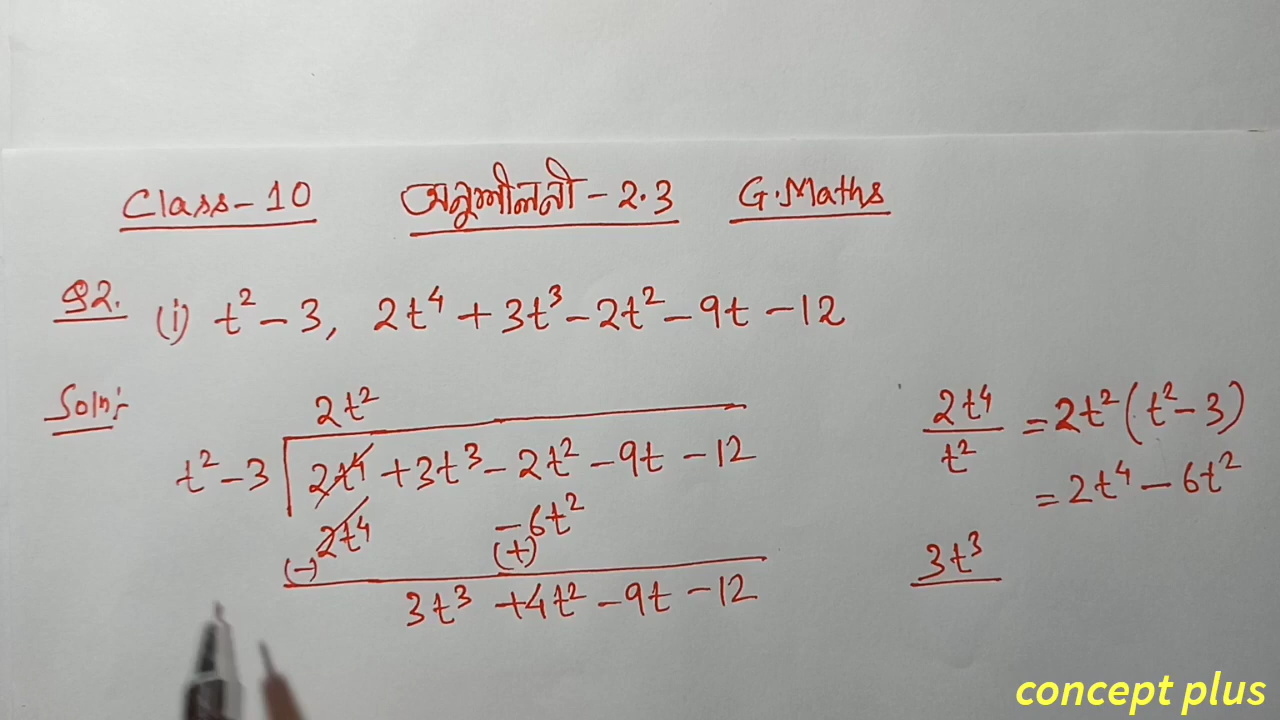 Class-10 অনুশীলনী-2.3 G.Maths
Q2. (i) t² - 3, 2t⁴ + 3t³ - 2t² - 9t - 12
Soln:-
2t²
t² - 3 2t⁴ + 3t³ - 2t² - 9t - 12
2t⁴ - 6t²
(-) (+)
3t³ + 4t² - 9t - 12
2t⁴/t² = 2t² (t² - 3)
= 2t⁴ - 6t²
3t³
concept plus